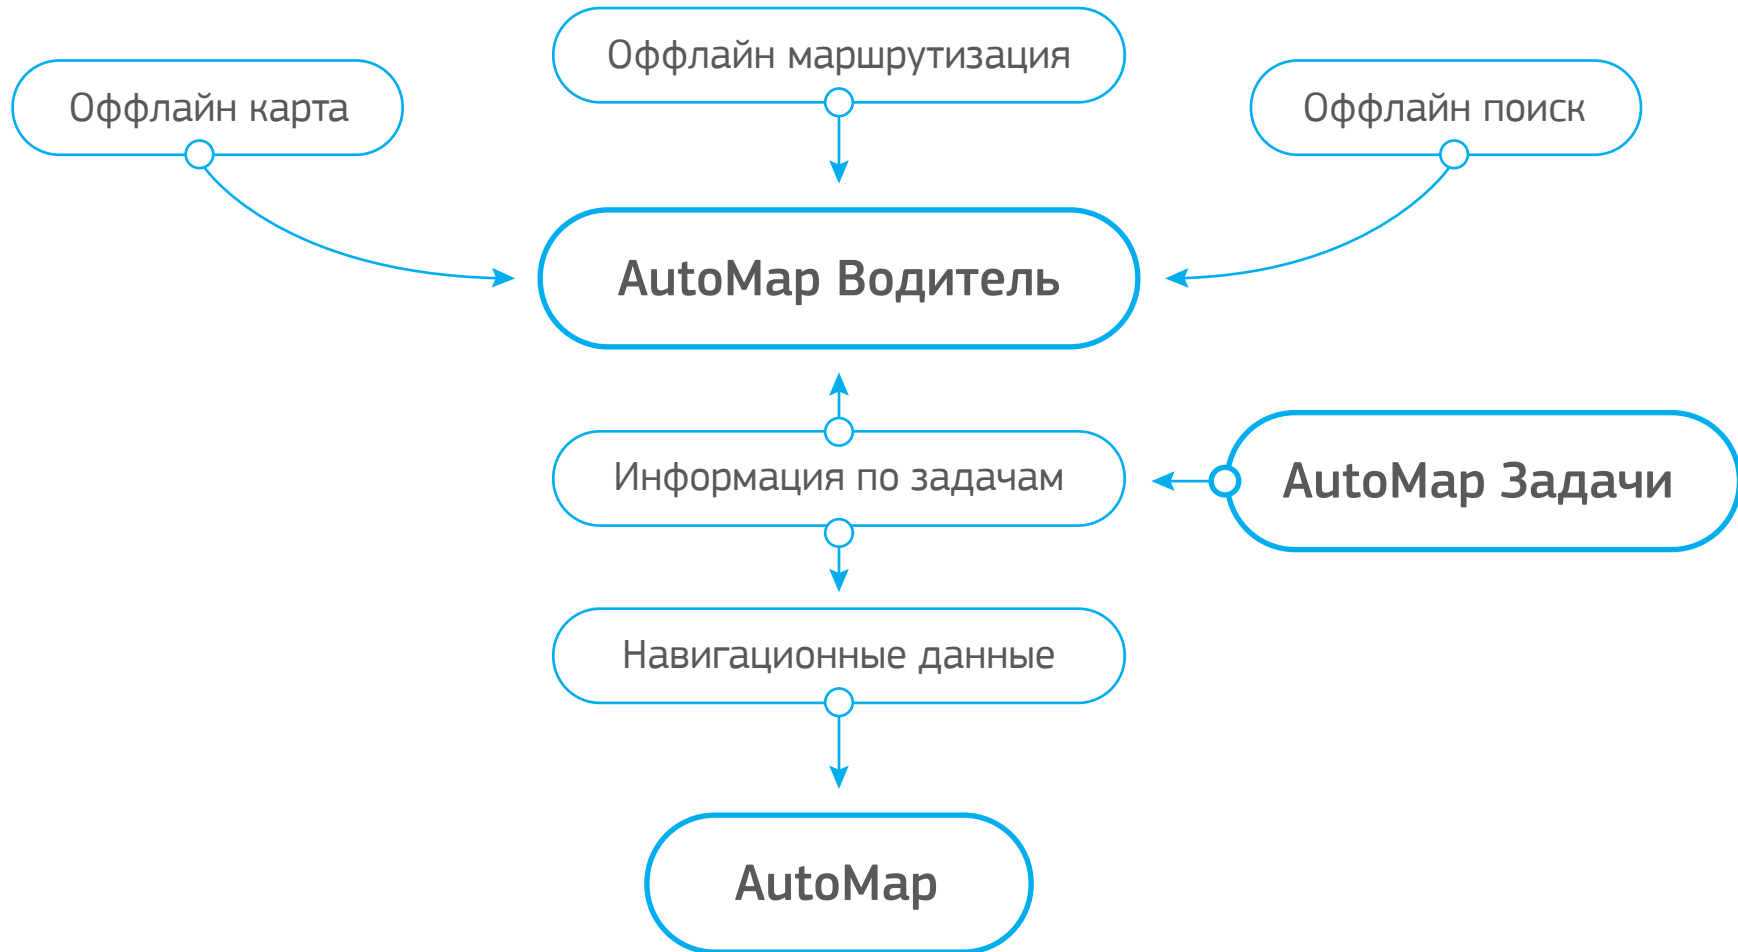 Оффлайн маршрутизация
Оффлайн карта
Оффлайн поиск
AutoMap Водитель
Информация по задачам
AutoMap Задачи
Навигационные данные
AutoMap